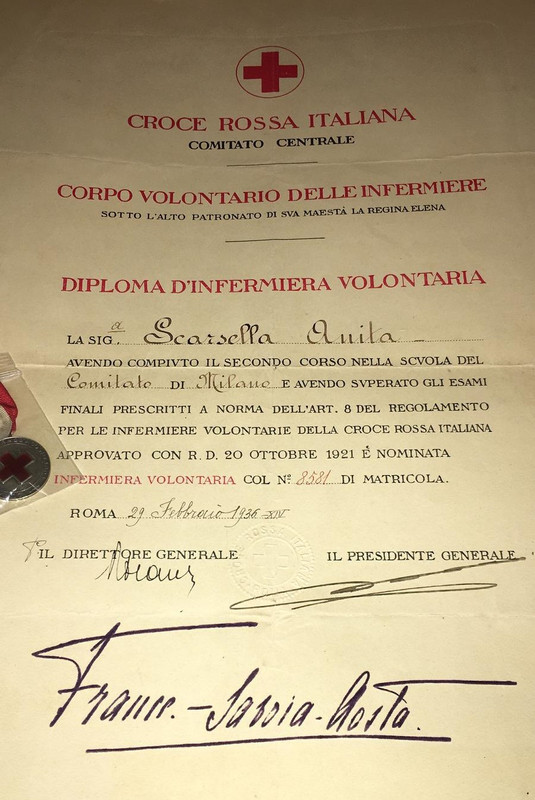 CROCE ROSSA ITALIANA
COMITATO CENTRALE
CORPO VOLONTARIO DELLE INFERMIERE
SOTTO L'ALTO PATRONATO DI SVA MAESTÀ LA REGINA ELENA
DIPLOMA D'INFERMIERA VOLONTARIA
LA SIG.a Scarsella Anita
AVENDO COMPIVTO IL SECONDO CORSO NELLA SCVOLA DEL
Comitato DI Milano E AVENDO SVPERATO GLI ESAMI
FINALI PRESCRITTI A NORMA DELL'ART. 8 DEL REGOLAMENTO
PER LE INFERMIERE VOLONTARIE DELLA CROCE ROSSA ITALIANA
APPROVATO CON R. D. 20 OTTOBRE 1921 È NOMINATA
INFERMIERA VOLONTARIA COL No 8581 DI MATRICOLA.
ROMA 29 Febbraio 1936 XIV
IL DIRETTORE GENERALE IL PRESIDENTE GENERALE
Franc. - Savoia - Aosta.